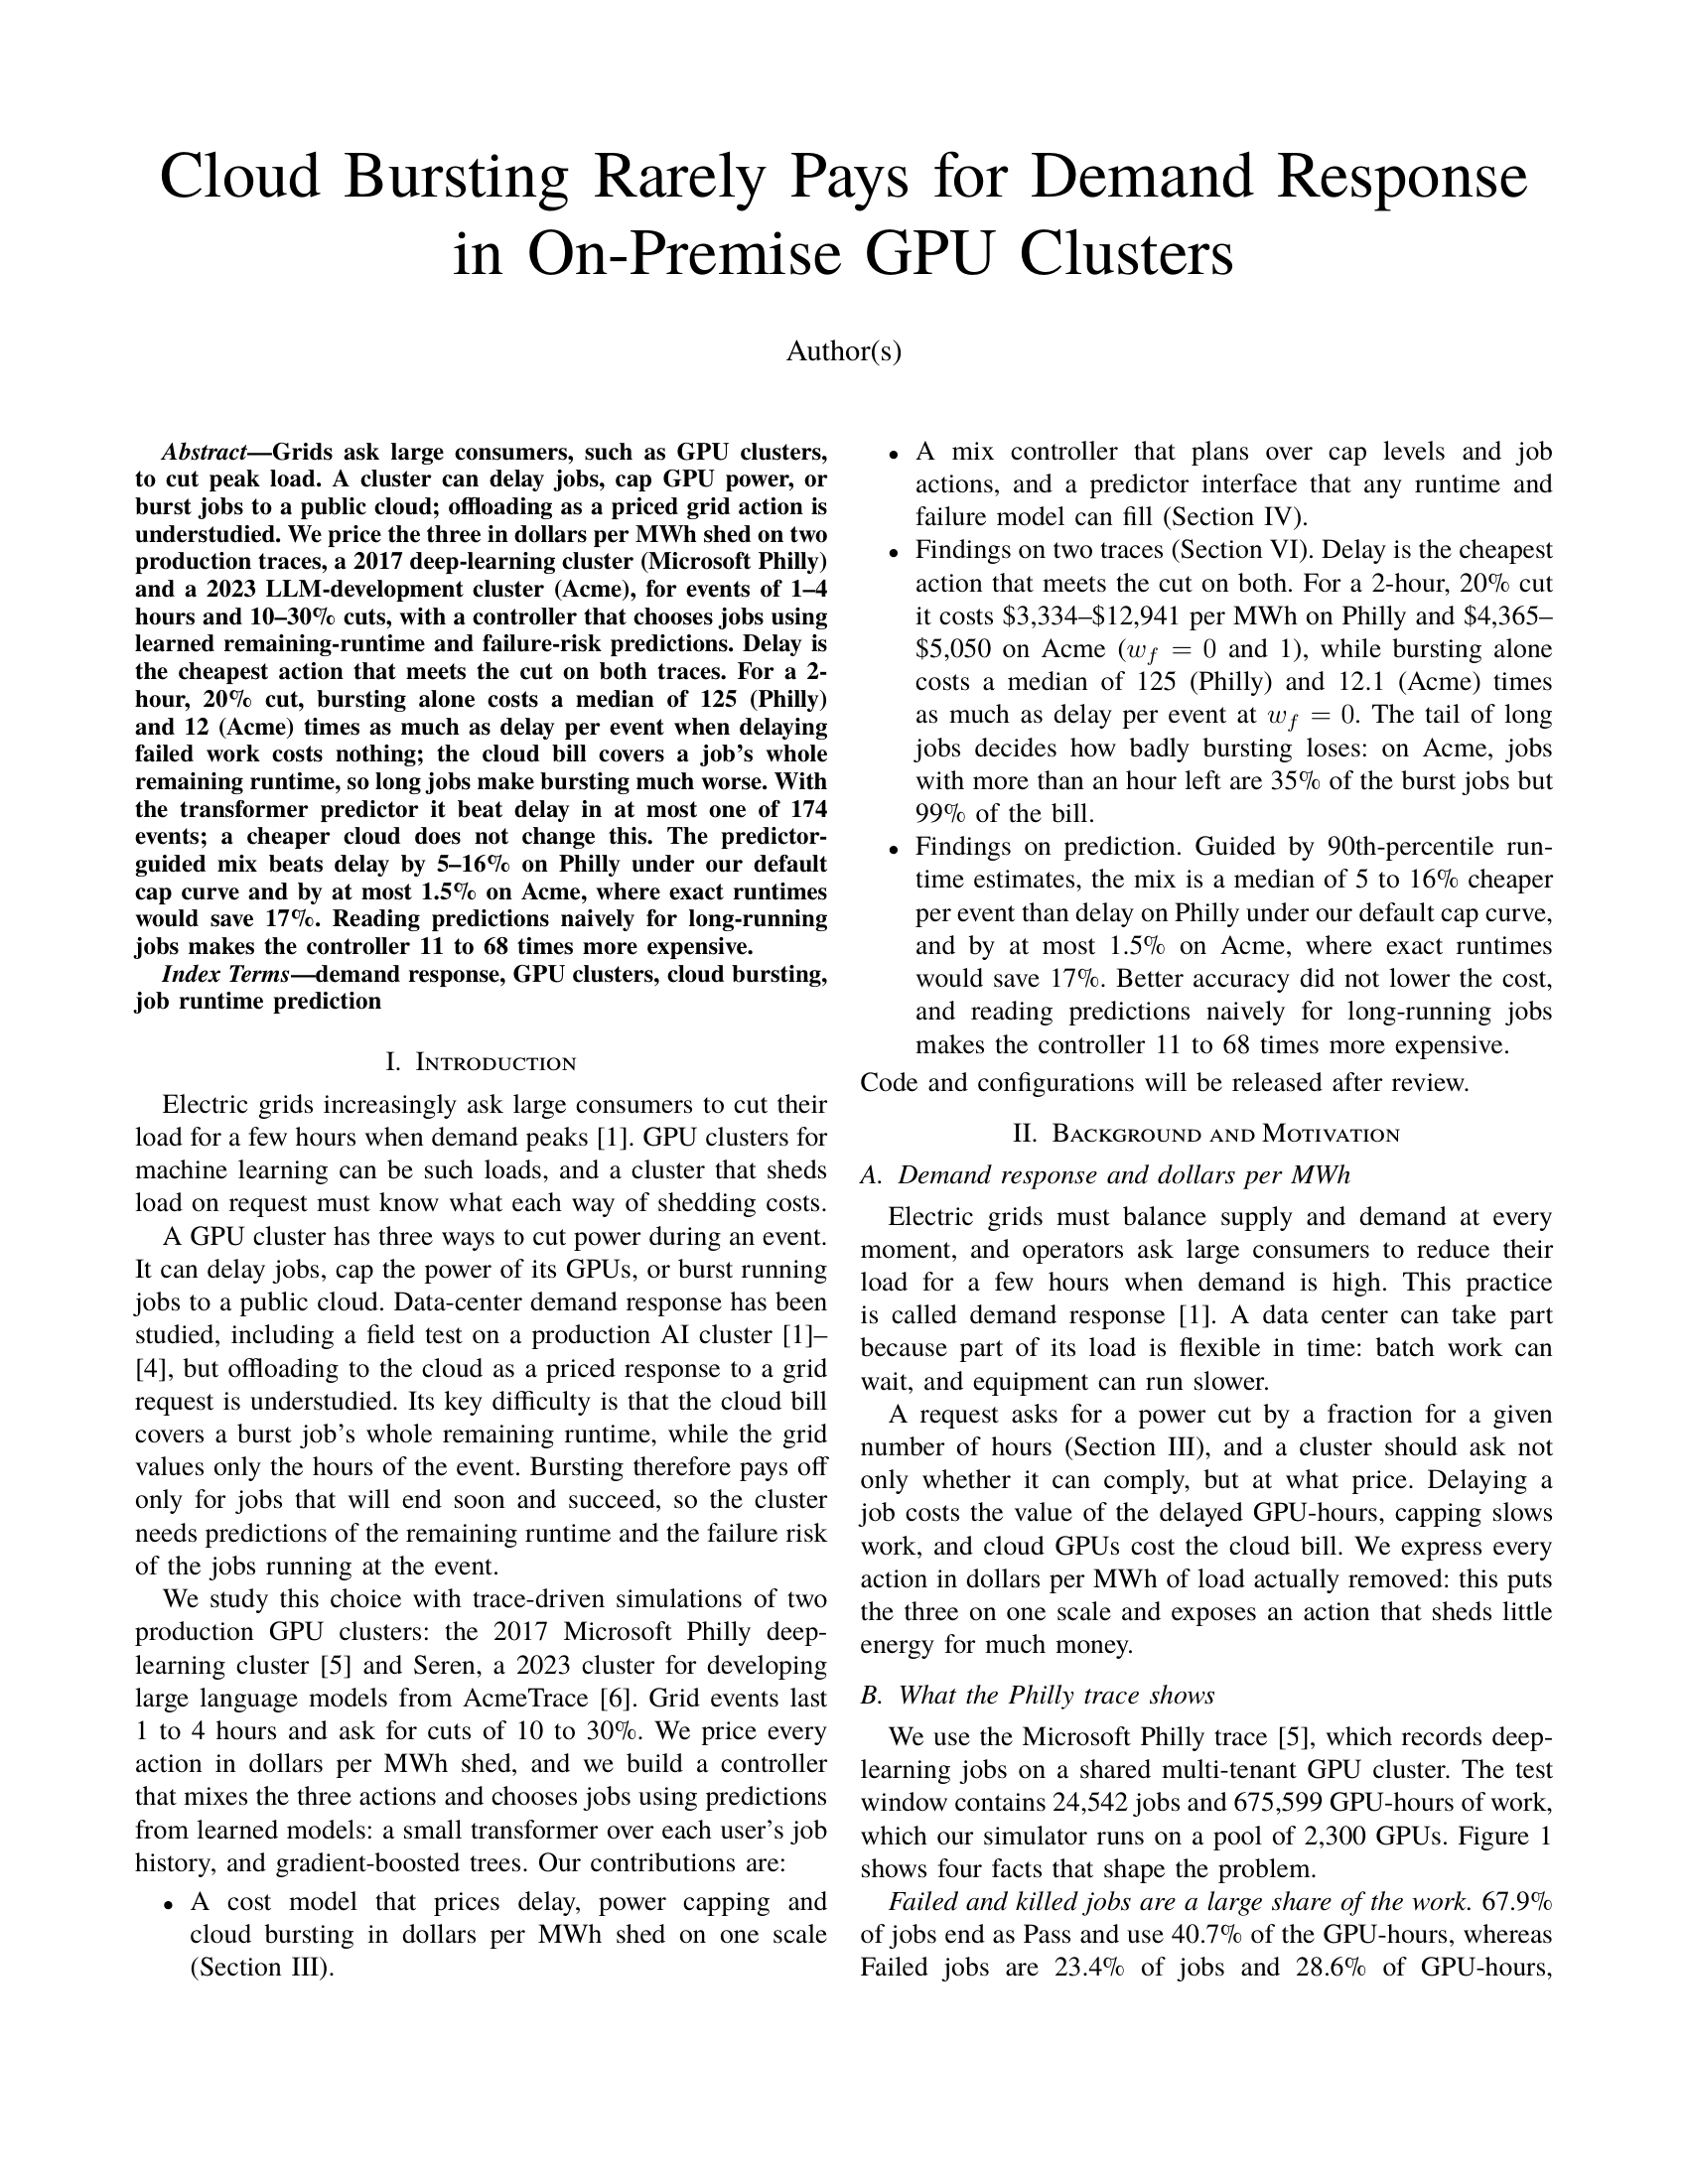 Cloud Bursting Rarely Pays for Demand Response
in On-Premise GPU Clusters
Author(s)
Abstract—Grids ask large consumers, such as GPU clusters,
to cut peak load. A cluster can delay jobs, cap GPU power, or
burst jobs to a public cloud; offloading as a priced grid action is
understudied. We price the three in dollars per MWh shed on two
production traces, a 2017 deep-learning cluster (Microsoft Philly)
and a 2023 LLM-development cluster (Acme), for events of 1–4
hours and 10–30% cuts, with a controller that chooses jobs using
learned remaining-runtime and failure-risk predictions. Delay is
the cheapest action that meets the cut on both traces. For a 2-
hour, 20% cut, bursting alone costs a median of 125 (Philly)
and 12 (Acme) times as much as delay per event when delaying
failed work costs nothing; the cloud bill covers a job's whole
remaining runtime, so long jobs make bursting much worse. With
the transformer predictor it beat delay in at most one of 174
events; a cheaper cloud does not change this. The predictor-
guided mix beats delay by 5–16% on Philly under our default
cap curve and by at most 1.5% on Acme, where exact runtimes
would save 17%. Reading predictions naively for long-running
jobs makes the controller 11 to 68 times more expensive.
Index Terms—demand response, GPU clusters, cloud bursting,
job runtime prediction
I. Introduction
Electric grids increasingly ask large consumers to cut their
load for a few hours when demand peaks [1]. GPU clusters for
machine learning can be such loads, and a cluster that sheds
load on request must know what each way of shedding costs.
A GPU cluster has three ways to cut power during an event.
It can delay jobs, cap the power of its GPUs, or burst running
jobs to a public cloud. Data-center demand response has been
studied, including a field test on a production AI cluster [1]–
[4], but offloading to the cloud as a priced response to a grid
request is understudied. Its key difficulty is that the cloud bill
covers a burst job's whole remaining runtime, while the grid
values only the hours of the event. Bursting therefore pays off
only for jobs that will end soon and succeed, so the cluster
needs predictions of the remaining runtime and the failure risk
of the jobs running at the event.
We study this choice with trace-driven simulations of two
production GPU clusters: the 2017 Microsoft Philly deep-
learning cluster [5] and Seren, a 2023 cluster for developing
large language models from AcmeTrace [6]. Grid events last
1 to 4 hours and ask for cuts of 10 to 30%. We price every
action in dollars per MWh shed, and we build a controller
that mixes the three actions and chooses jobs using predictions
from learned models: a small transformer over each user's job
history, and gradient-boosted trees. Our contributions are:
• A cost model that prices delay, power capping and
cloud bursting in dollars per MWh shed on one scale
(Section III).
• A mix controller that plans over cap levels and job
actions, and a predictor interface that any runtime and
failure model can fill (Section IV).
• Findings on two traces (Section VI). Delay is the cheapest
action that meets the cut on both. For a 2-hour, 20% cut
it costs $3,334–$12,941 per MWh on Philly and $4,365–
$5,050 on Acme (w_f = 0 and 1), while bursting alone
costs a median of 125 (Philly) and 12.1 (Acme) times
as much as delay per event at w_f = 0. The tail of long
jobs decides how badly bursting loses: on Acme, jobs
with more than an hour left are 35% of the burst jobs but
99% of the bill.
• Findings on prediction. Guided by 90th-percentile run-
time estimates, the mix is a median of 5 to 16% cheaper
per event than delay on Philly under our default cap curve,
and by at most 1.5% on Acme, where exact runtimes
would save 17%. Better accuracy did not lower the cost,
and reading predictions naively for long-running jobs
makes the controller 11 to 68 times more expensive.
Code and configurations will be released after review.
II. Background and Motivation
A. Demand response and dollars per MWh
Electric grids must balance supply and demand at every
moment, and operators ask large consumers to reduce their
load for a few hours when demand is high. This practice
is called demand response [1]. A data center can take part
because part of its load is flexible in time: batch work can
wait, and equipment can run slower.
A request asks for a power cut by a fraction for a given
number of hours (Section III), and a cluster should ask not
only whether it can comply, but at what price. Delaying a
job costs the value of the delayed GPU-hours, capping slows
work, and cloud GPUs cost the cloud bill. We express every
action in dollars per MWh of load actually removed: this puts
the three on one scale and exposes an action that sheds little
energy for much money.
B. What the Philly trace shows
We use the Microsoft Philly trace [5], which records deep-
learning jobs on a shared multi-tenant GPU cluster. The test
window contains 24,542 jobs and 675,599 GPU-hours of work,
which our simulator runs on a pool of 2,300 GPUs. Figure 1
shows four facts that shape the problem.
Failed and killed jobs are a large share of the work. 67.9%
of jobs end as Pass and use 40.7% of the GPU-hours, whereas
Failed jobs are 23.4% of jobs and 28.6% of GPU-hours,